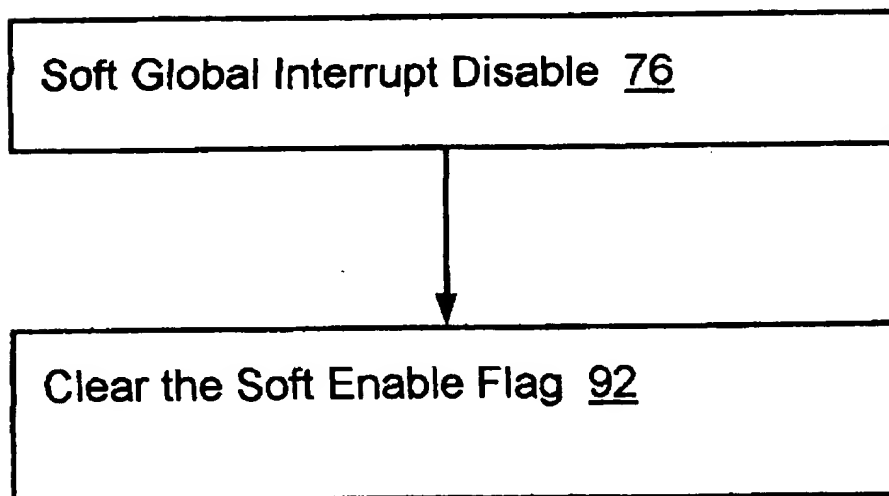 Soft Global Interrupt Disable 76
Clear the Soft Enable Flag 92